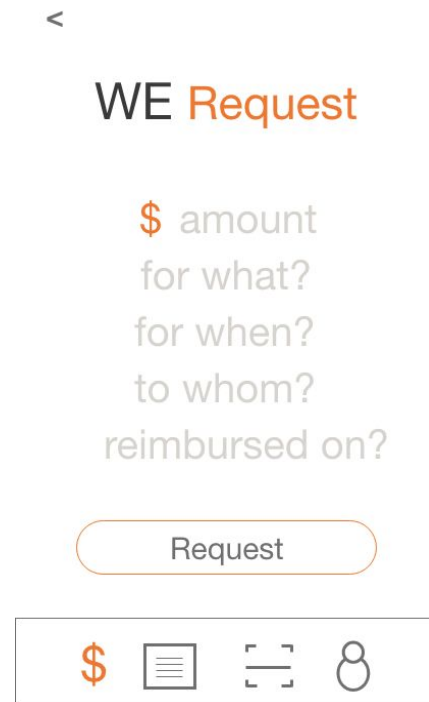 <
WE Request
$ amount
for what?
for when?
to whom?
reimbursed on?
Request
$